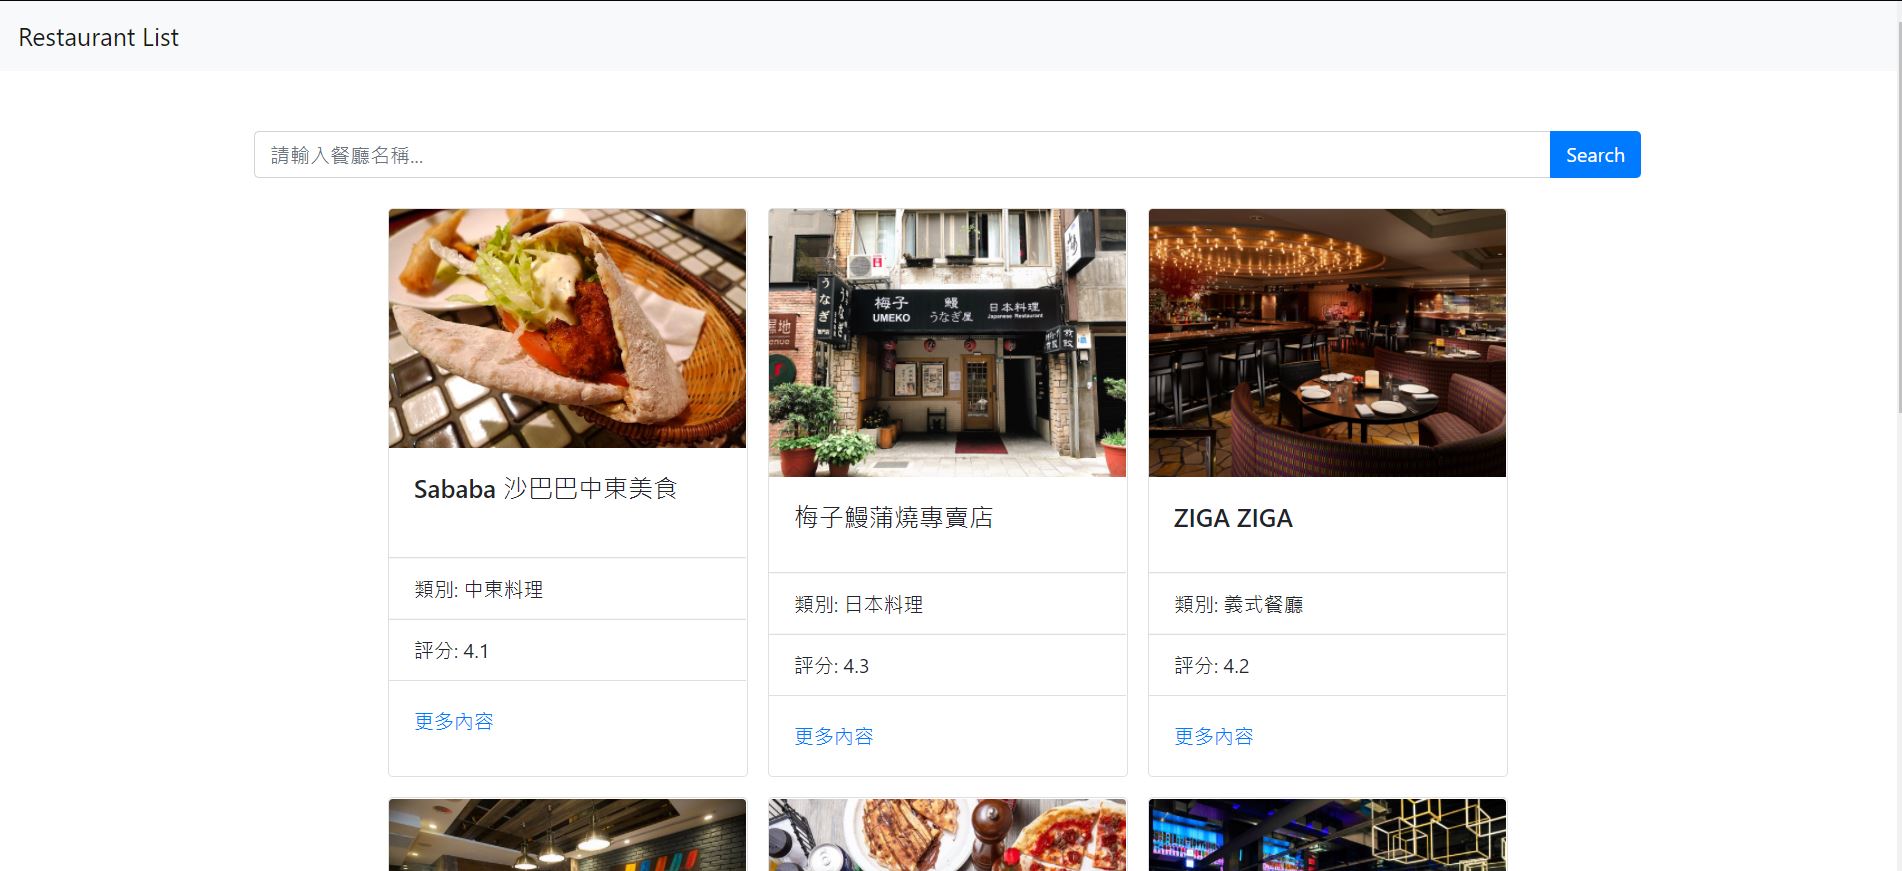 Restaurant List
請輸入餐廳名稱...
Search
梅子
UMEKO
鰻
うなぎ屋
日本料理
Japanese Restaurant
うなぎ
Sababa 沙巴巴中東美食
類別: 中東料理
評分: 4.1
更多內容
梅子鰻蒲燒專賣店
類別: 日本料理
評分: 4.3
更多內容
ZIGA ZIGA
類別: 義式餐廳
評分: 4.2
更多內容